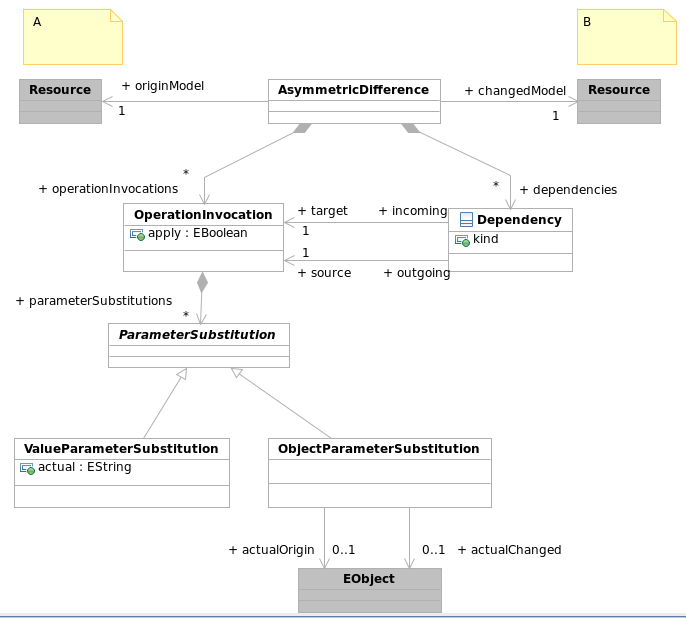 A
B
Resource
+ originModel
1
AsymmetricDifference
+ changedModel
1
Resource
*
+ operationInvocations
*
+ dependencies
OperationInvocation
apply : EBoolean
+ target
+ incoming
1
1
+ source
+ outgoing
Dependency
kind
+ parameterSubstitutions
*
ParameterSubstitution
ValueParameterSubstitution
actual : EString
ObjectParameterSubstitution
+ actualOrigin
0..1
0..1
+ actualChanged
EObject